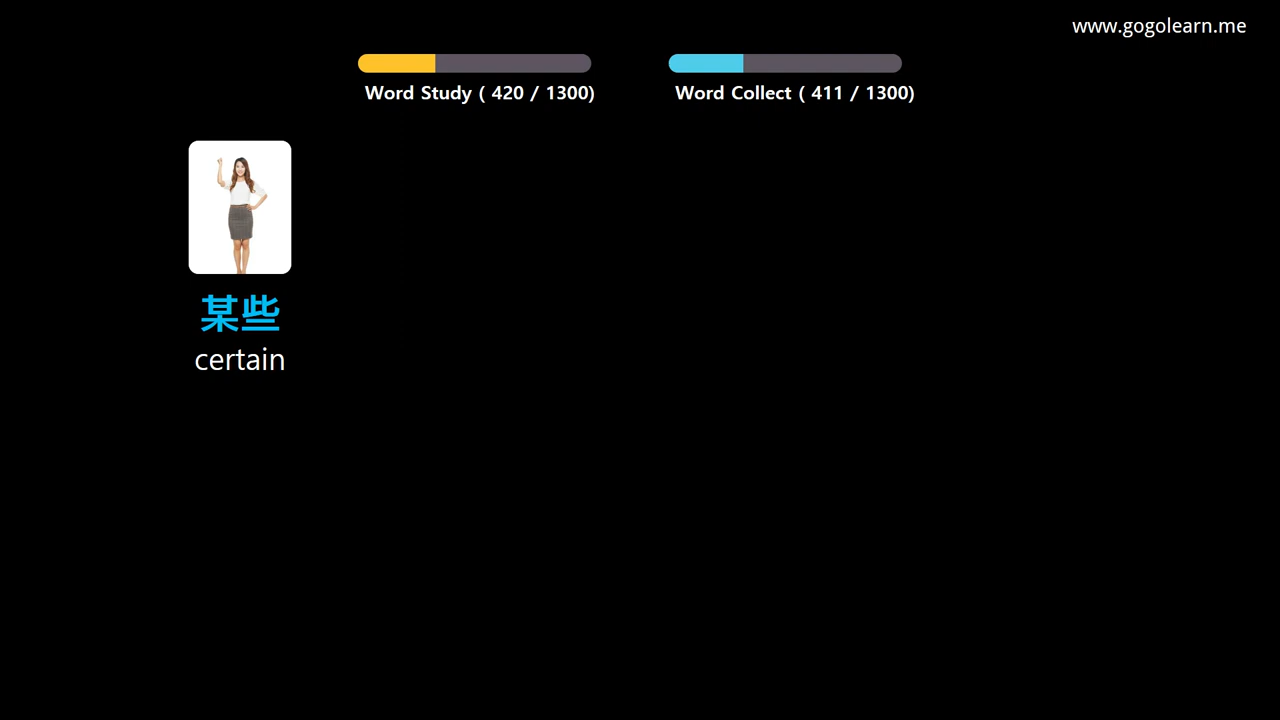 www.gogolearn.me
Word Study ( 420 / 1300)
Word Collect ( 411 / 1300)
某些
certain